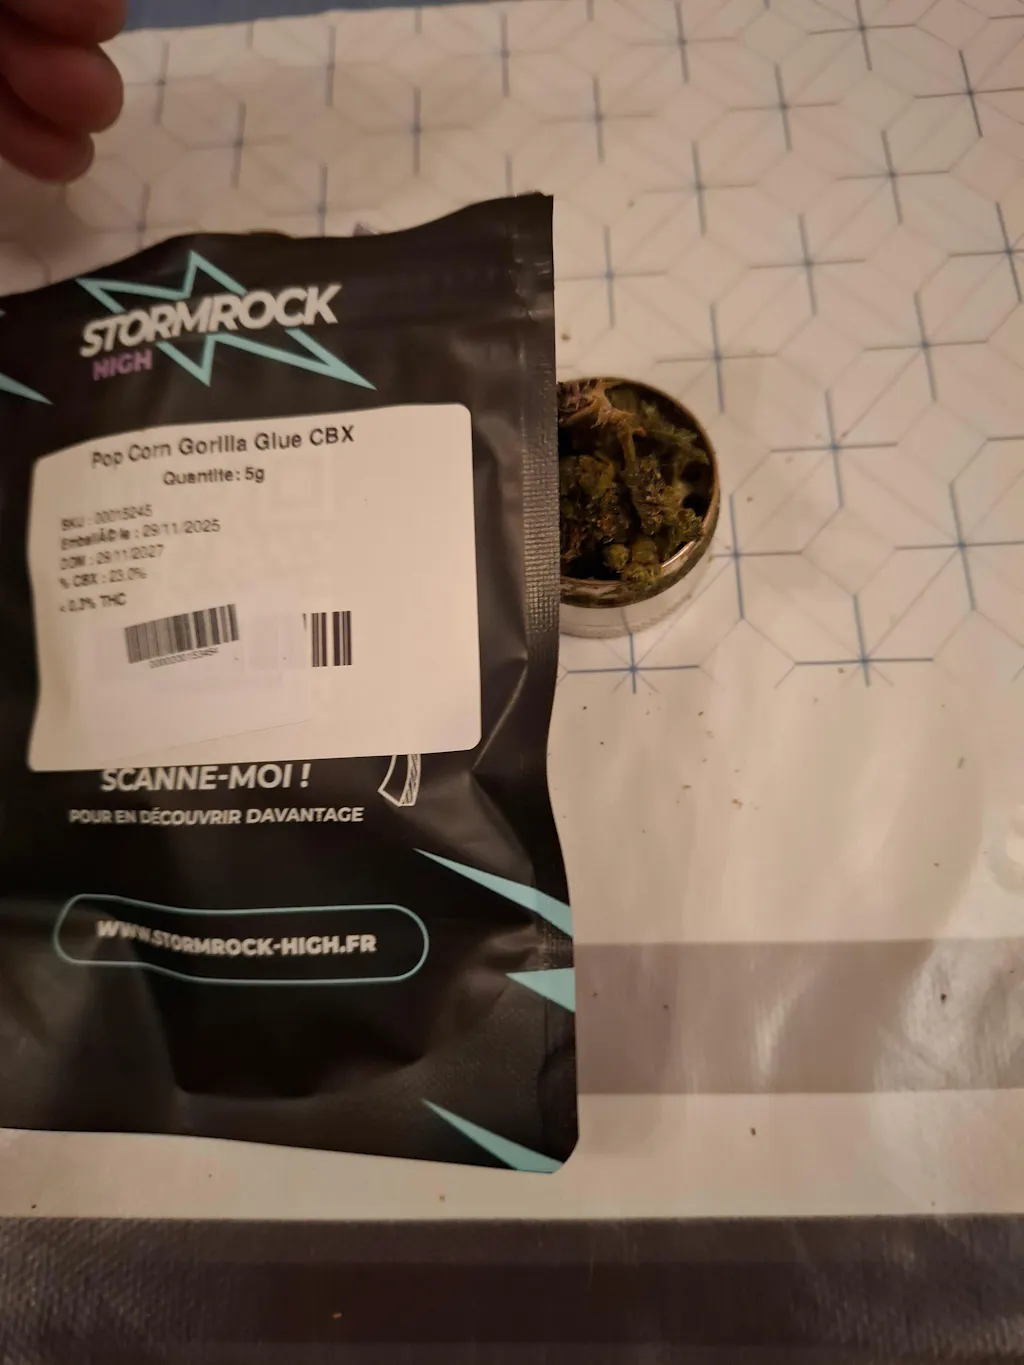 STORMROCK
HIGH
Pop Corn Gorilla Glue CBX
Quantite: 5g
SKU : 00015245
EmballÃ© le : 29/11/2025
DDM : 29/11/2027
% CBX : 23.0%
< 0,3% THC
0000000153454
SCANNE-MOI !
POUR EN DÉCOUVRIR DAVANTAGE
WWW.STORMROCK-HIGH.FR